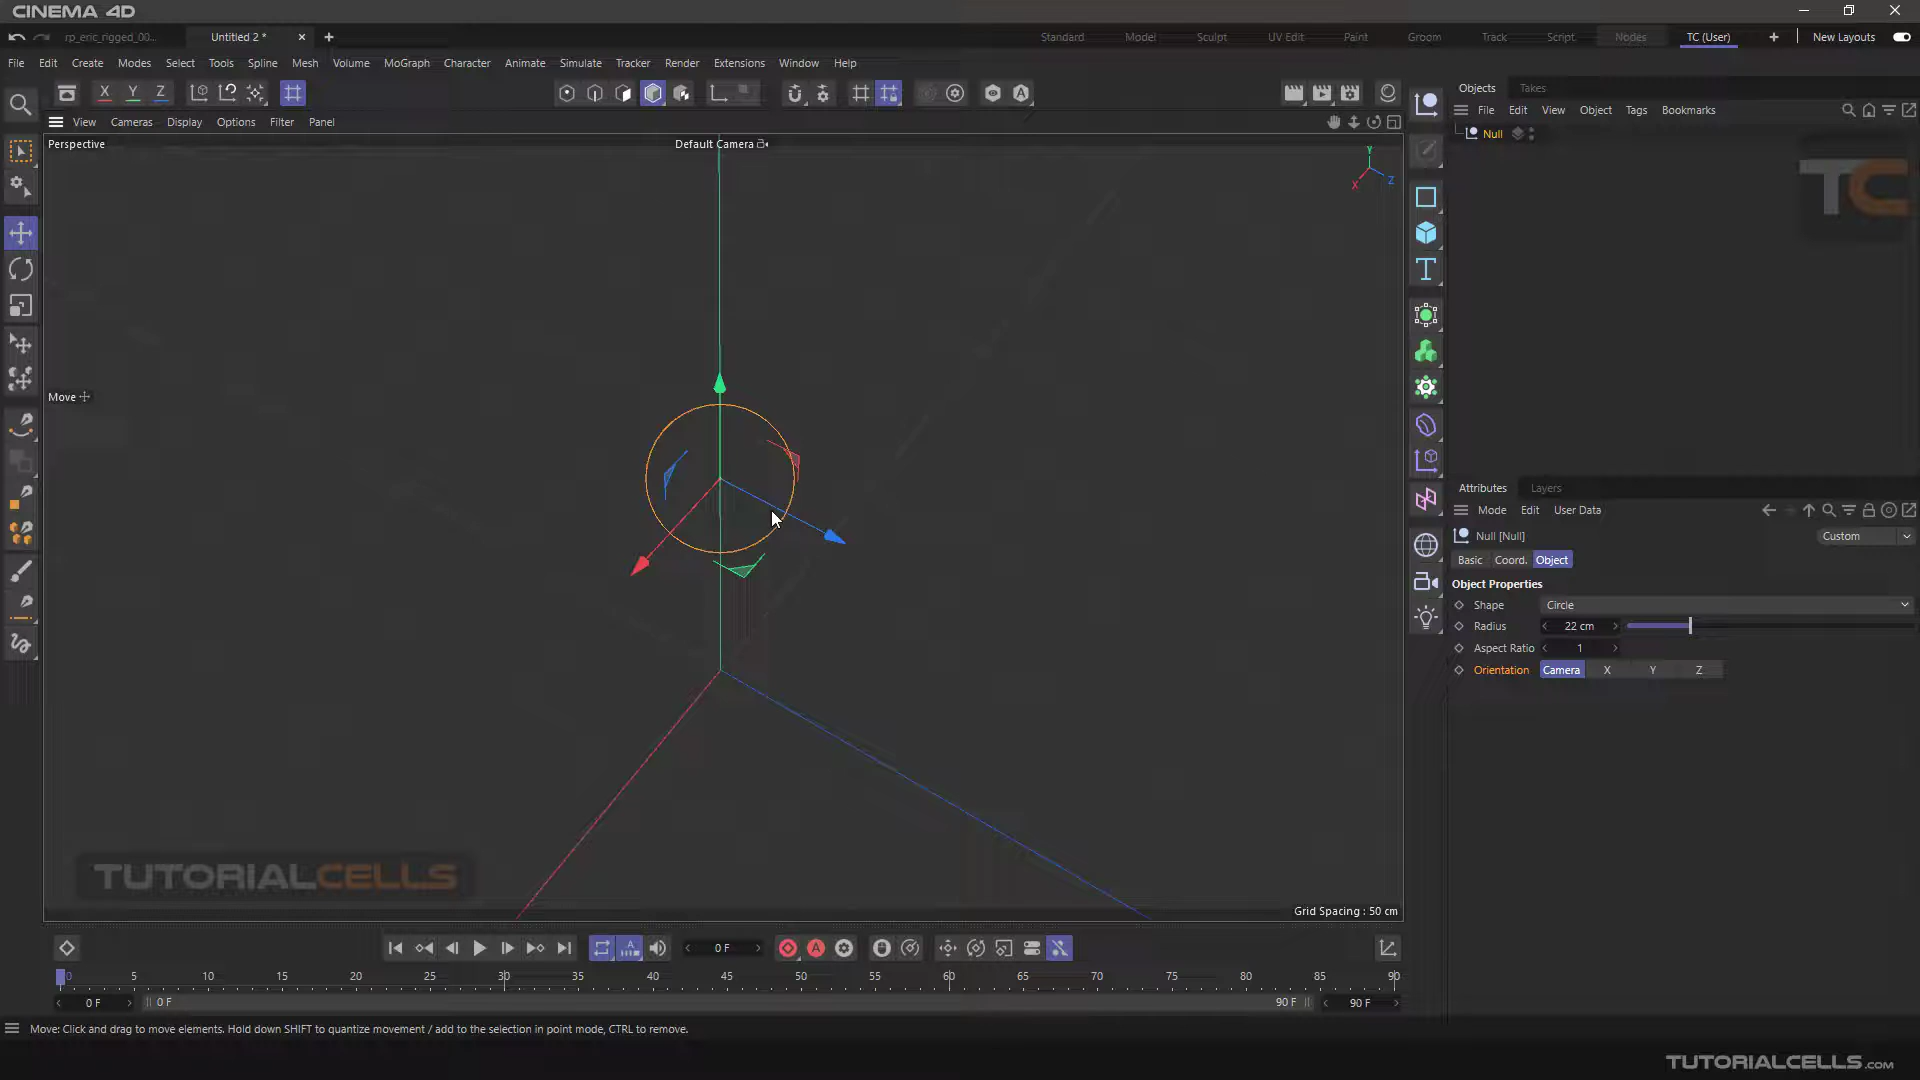 CINEMA 4D
rp_eric_rigged_00...
Untitled 2 *
Standard
Model
Sculpt
UV Edit
Paint
Groom
Track
Script
Nodes
TC (User)
New Layouts
File Edit Create Modes Select Tools Spline Mesh Volume MoGraph Character Animate Simulate Tracker Render Extensions Window Help
X Y Z
View Cameras Display Options Filter Panel
Perspective
Default Camera
Y
X
Z
Move
Grid Spacing : 50 cm
TUTORIALCELLS
Objects Takes
File Edit View Object Tags Bookmarks
Null
TC
Attributes Layers
Mode Edit User Data
Null [Null]
Custom
Basic Coord. Object
Object Properties
Shape Circle
Radius 22 cm
Aspect Ratio 1
Orientation Camera X Y Z
0 F
0 5 10 15 20 25 30 35 40 45 50 55 60 65 70 75 80 85 90
0 F 0 F 90 F 90 F
Move: Click and drag to move elements. Hold down SHIFT to quantize movement / add to the selection in point mode, CTRL to remove.
TUTORIALCELLS.COM